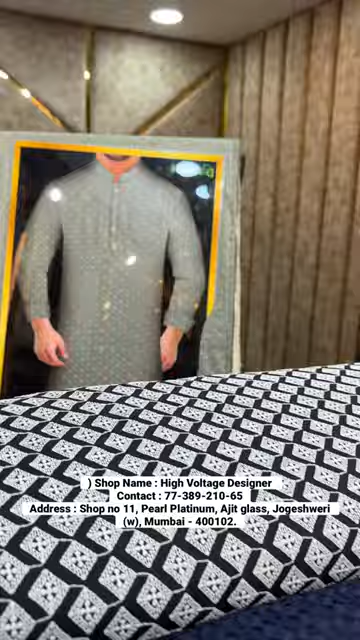 ) Shop Name : High Voltage Designer
Contact : 77-389-210-65
Address : Shop no 11, Pearl Platinum, Ajit glass, Jogeshweri
(w), Mumbai - 400102.